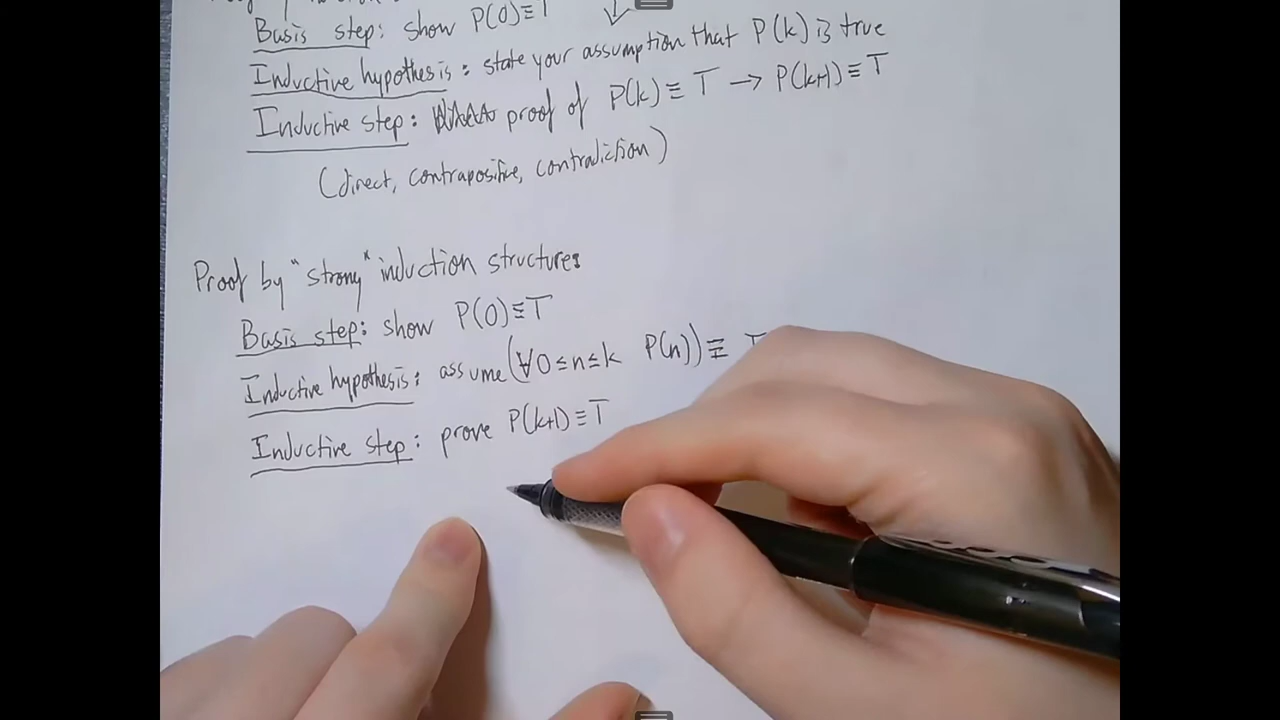 Basis step: show P(0)≡T
Inductive hypothesis: state your assumption that P(k) is true
Inductive step: proof of P(k)≡T → P(k+1)≡T
(direct, contrapositive, contradiction)
Proof by "strong" induction structure:
Basis step: show P(0)≡T
Inductive hypothesis: assume (∀0≤n≤k P(n))≡T
Inductive step: prove P(k+1)≡T